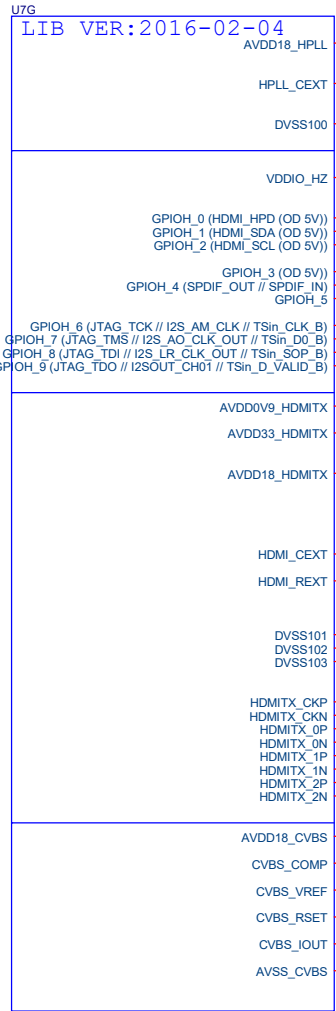 U7G
LIB VER:2016-02-04
AVDD18_HPLL
HPLL_CEXT
DVSS100
VDDIO_HZ
GPIOH_0 (HDMI_HPD (OD 5V))
GPIOH_1 (HDMI_SDA (OD 5V))
GPIOH_2 (HDMI_SCL (OD 5V))
GPIOH_3 (OD 5V))
GPIOH_4 (SPDIF_OUT // SPDIF_IN)
GPIOH_5
GPIOH_6 (JTAG_TCK // I2S_AM_CLK // TSin_CLK_B)
GPIOH_7 (JTAG_TMS // I2S_AO_CLK_OUT // TSin_D0_B)
GPIOH_8 (JTAG_TDI // I2S_LR_CLK_OUT // TSin_SOP_B)
GPIOH_9 (JTAG_TDO // I2SOUT_CH01 // TSin_D_VALID_B)
AVDD0V9_HDMITX
AVDD33_HDMITX
AVDD18_HDMITX
HDMI_CEXT
HDMI_REXT
DVSS101
DVSS102
DVSS103
HDMITX_CKP
HDMITX_CKN
HDMITX_0P
HDMITX_0N
HDMITX_1P
HDMITX_1N
HDMITX_2P
HDMITX_2N
AVDD18_CVBS
CVBS_COMP
CVBS_VREF
CVBS_RSET
CVBS_IOUT
AVSS_CVBS